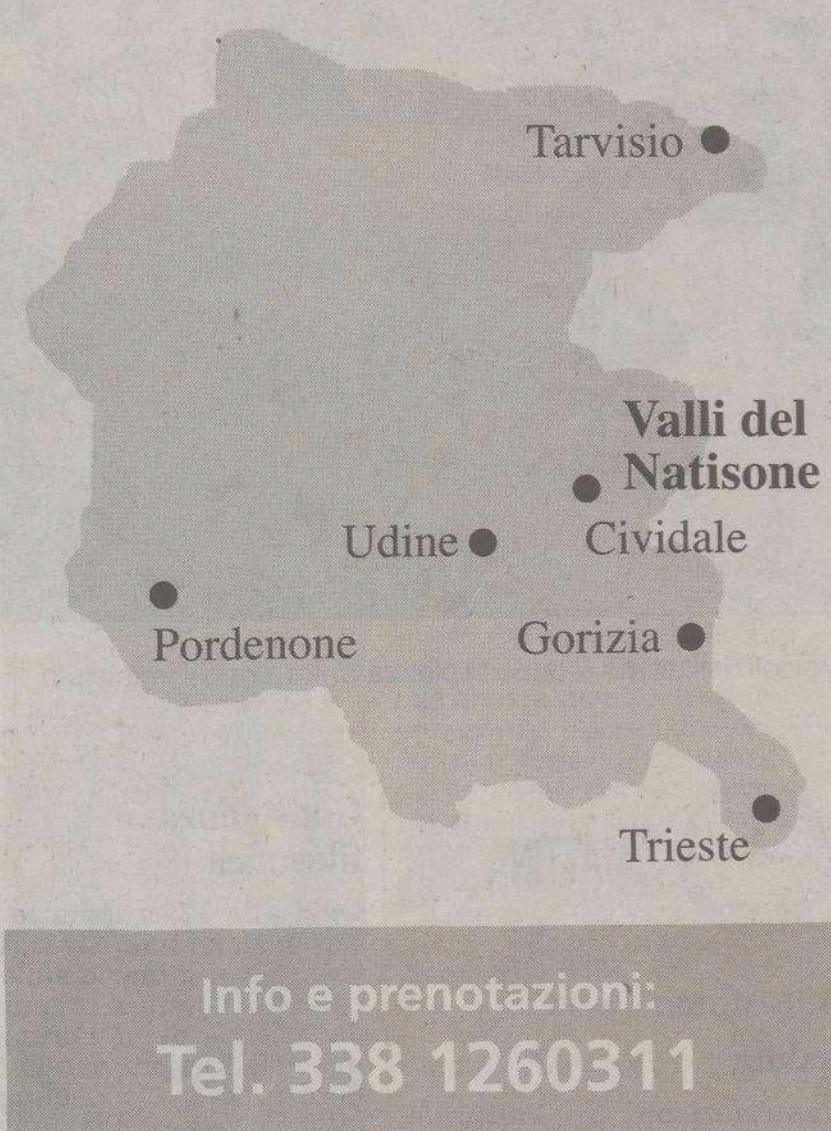 Tarvisio
Valli del
Natisone
Udine
Cividale
Pordenone
Gorizia
Trieste
Info e prenotazioni:
Tel. 338 1260311